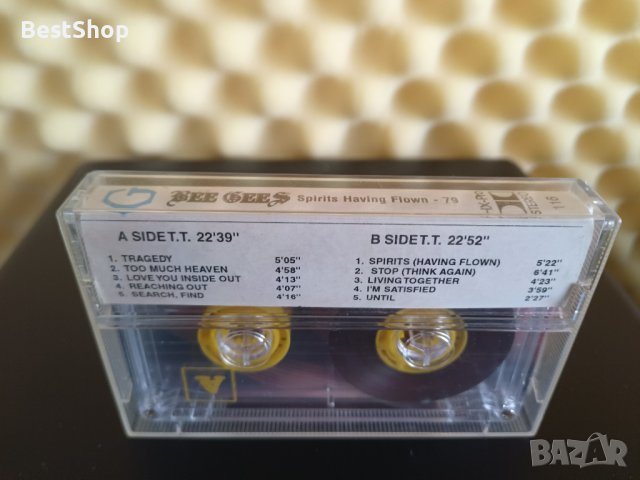 BestShop
G BEE GEES Spirits Having Flown - 79
STEREO
116
A SIDE T.T. 22'39"
1. TRAGEDY 5'05"
2. TOO MUCH HEAVEN 4'58"
3. LOVE YOU INSIDE OUT 4'13"
4. REACHING OUT 4'07"
5. SEARCH, FIND 4'16"
B SIDE T.T. 22'52"
1. SPIRITS (HAVING FLOWN) 5'22"
2. STOP (THINK AGAIN) 6'41"
3. LIVING TOGETHER 4'23"
4. I'M SATISFIED 3'59"
5. UNTIL 2'27"
A
BAZAR